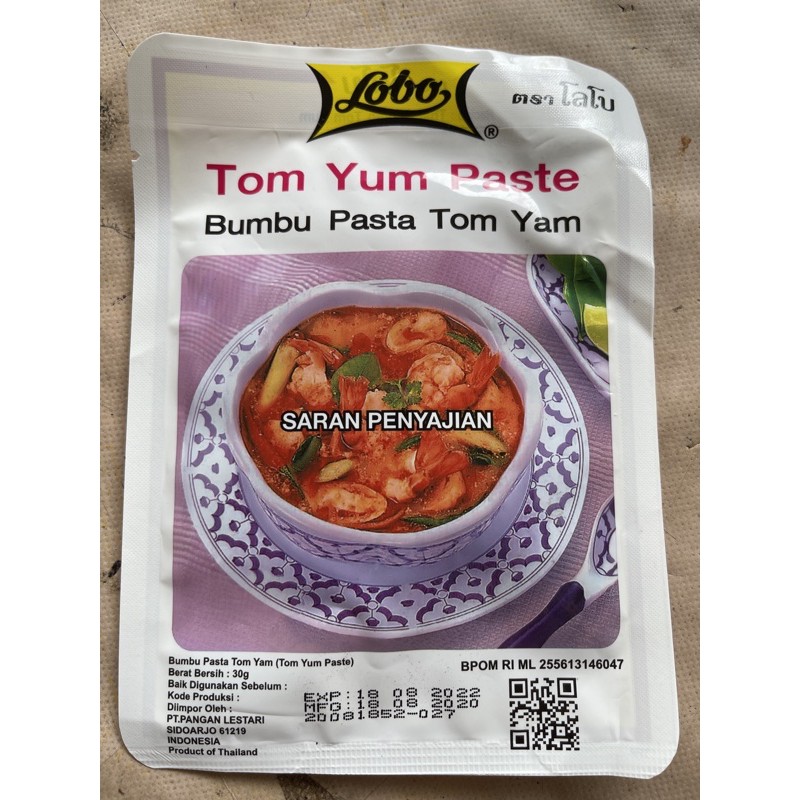 Lobo
®
ตรา โลโบ
Tom Yum Paste
Bumbu Pasta Tom Yam
SARAN PENYAJIAN
Bumbu Pasta Tom Yam (Tom Yum Paste)
Berat Bersih : 30g
Baik Digunakan Sebelum :
Kode Produksi :
Diimpor Oleh :
PT.PANGAN LESTARI
SIDOARJO 61219
INDONESIA
Product of Thailand
EXP:18 08 2022
MFG:18 08 2020
20081852-027
BPOM RI ML 255613146047